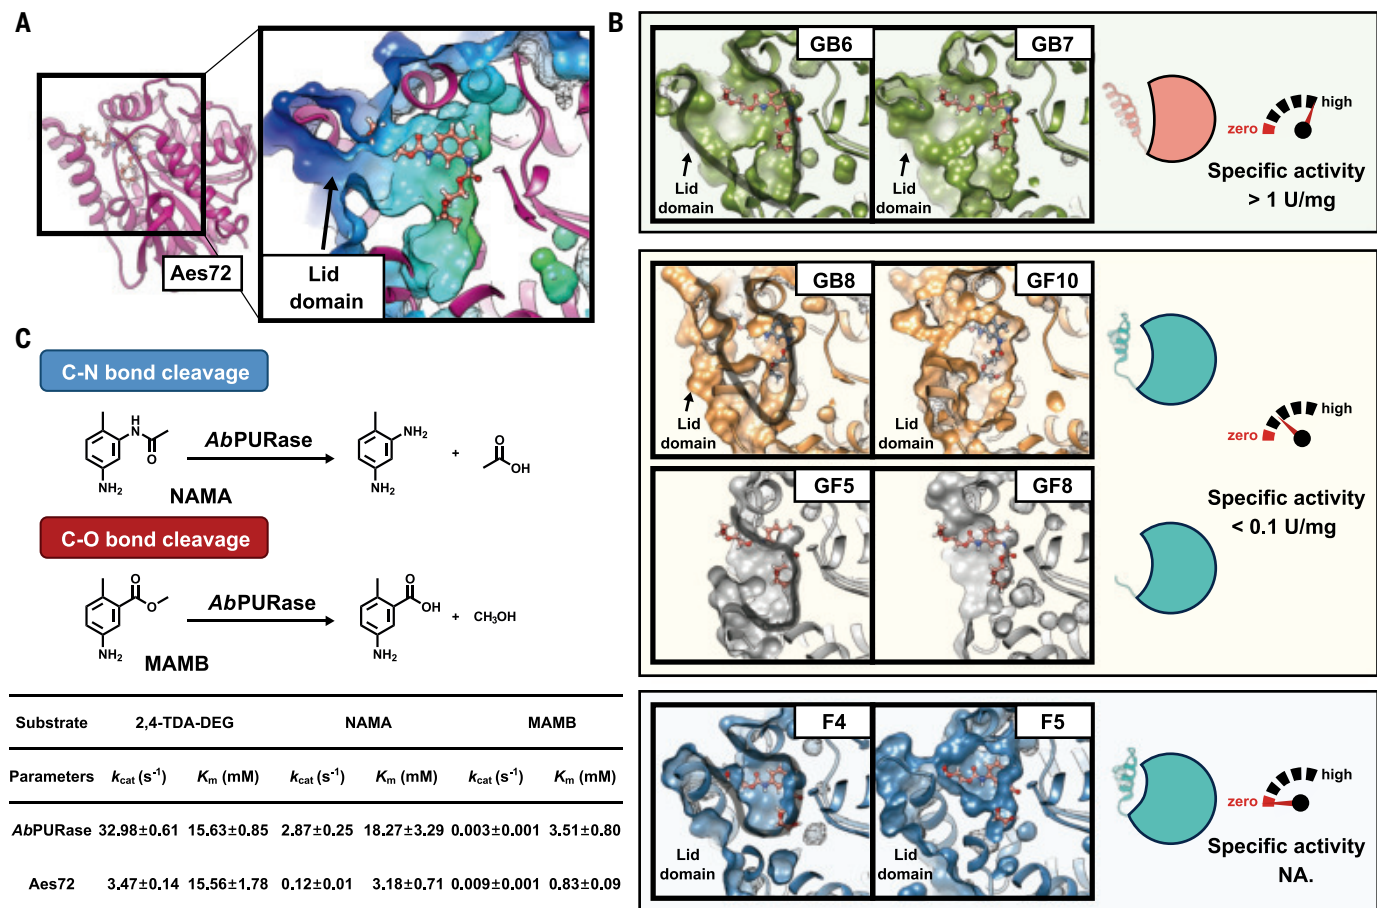 A
Aes72
Lid
domain
B
GB6
Lid
domain
GB7
Lid
domain
zero
high
Specific activity
> 1 U/mg
GB8
Lid
domain
GF10
GF5
GF8
zero
high
Specific activity
< 0.1 U/mg
F4
Lid
domain
F5
Lid
domain
zero
high
Specific activity
NA.
C
C-N bond cleavage
H
N
O
NH2
NAMA
AbPURase
NH2
NH2
+
O
OH
C-O bond cleavage
O
O
NH2
MAMB
AbPURase
O
OH
NH2
+ CH3OH
Substrate 2,4-TDA-DEG NAMA MAMB
Parameters kcat (s-1) Km (mM) kcat (s-1) Km (mM) kcat (s-1) Km (mM)
AbPURase 32.98±0.61 15.63±0.85 2.87±0.25 18.27±3.29 0.003±0.001 3.51±0.80
Aes72 3.47±0.14 15.56±1.78 0.12±0.01 3.18±0.71 0.009±0.001 0.83±0.09